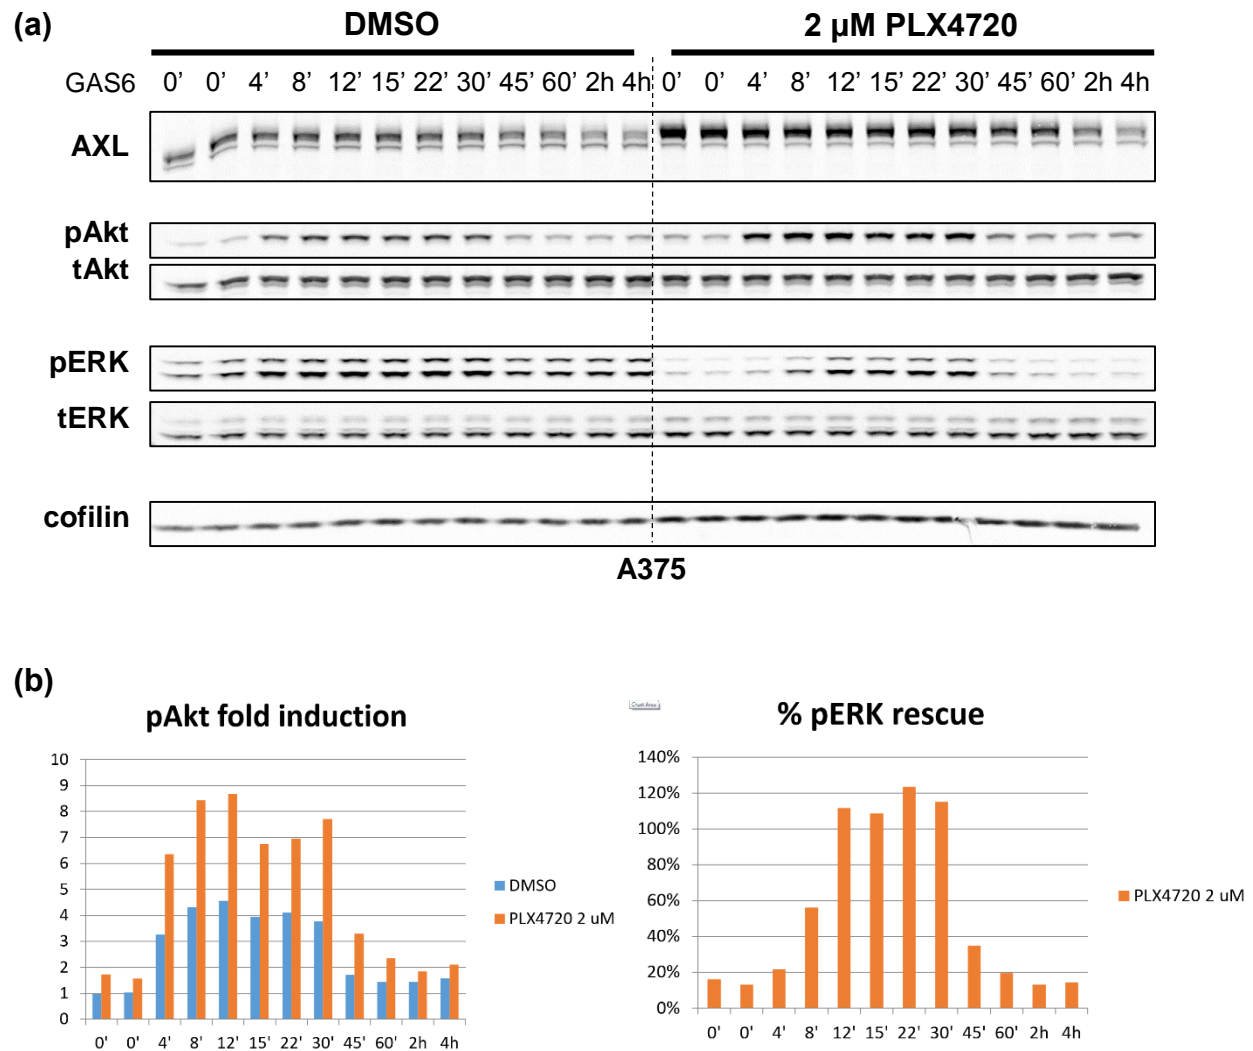 (a)
DMSO
2 µM PLX4720
GAS6 0' 0' 4' 8' 12' 15' 22' 30' 45' 60' 2h 4h 0' 0' 4' 8' 12' 15' 22' 30' 45' 60' 2h 4h
AXL
pAkt
tAkt
pERK
tERK
cofilin
A375
(b)
pAkt fold induction
10
9
8
7
6
5
4
3
2
1
0
0' 0' 4' 8' 12' 15' 22' 30' 45' 60' 2h 4h
DMSO
PLX4720 2 uM
Chart Area
% pERK rescue
140%
120%
100%
80%
60%
40%
20%
0%
0' 0' 4' 8' 12' 15' 22' 30' 45' 60' 2h 4h
PLX4720 2 uM